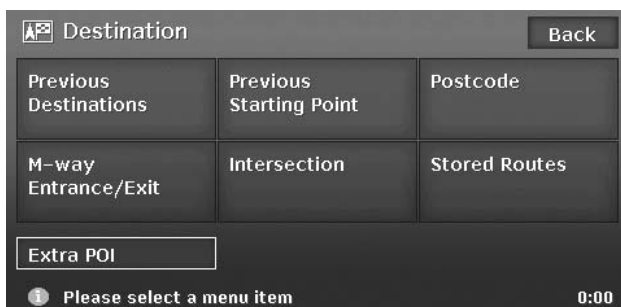 Destination
Back
Previous
Destinations
Previous
Starting Point
Postcode
M-way
Entrance/Exit
Intersection
Stored Routes
Extra POI
Please select a menu item
0:00